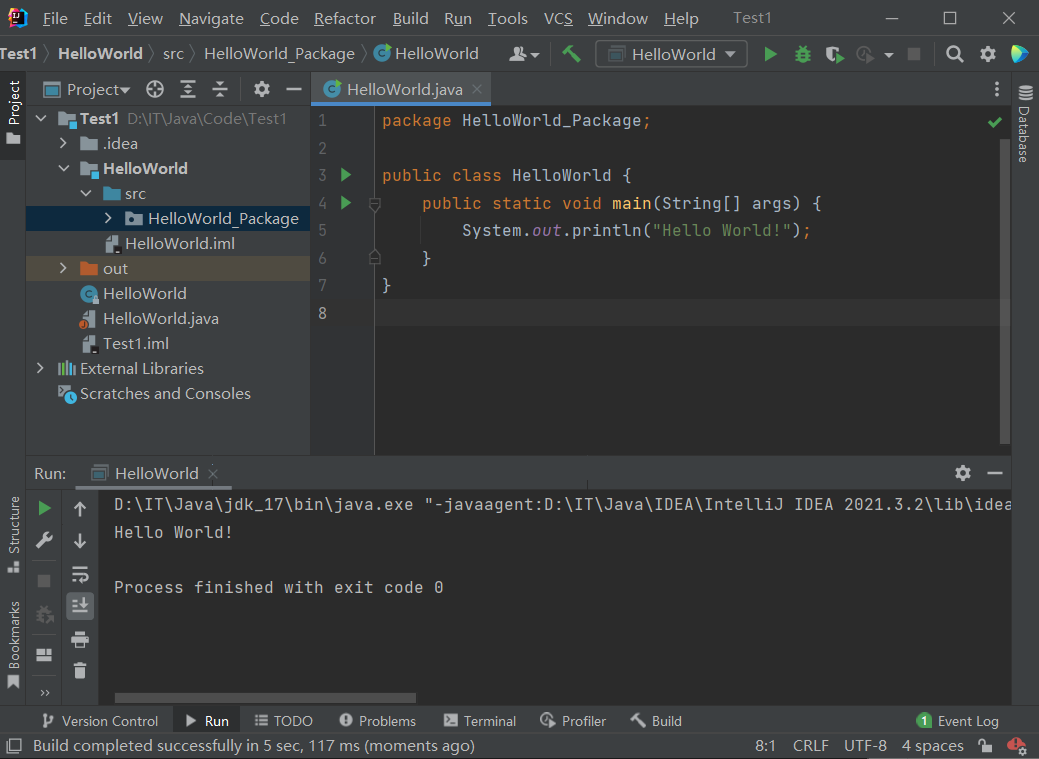 File Edit View Navigate Code Refactor Build Run Tools VCS Window Help Test1
Test1 HelloWorld src HelloWorld_Package HelloWorld
HelloWorld
Project
Project
HelloWorld.java
Database
Test1 D:\IT\Java\Code\Test1
.idea
HelloWorld
src
HelloWorld_Package
HelloWorld.iml
out
HelloWorld
HelloWorld.java
Test1.iml
External Libraries
Scratches and Consoles
1 package HelloWorld_Package;
2
3 public class HelloWorld {
4 public static void main(String[] args) {
5 System.out.println("Hello World!");
6 }
7 }
8
Run: HelloWorld
Structure
Bookmarks
D:\IT\Java\jdk_17\bin\java.exe "-javaagent:D:\IT\Java\IDEA\IntelliJ IDEA 2021.3.2\lib\idea
Hello World!
Process finished with exit code 0
Version Control Run TODO Problems Terminal Profiler Build 1 Event Log
Build completed successfully in 5 sec, 117 ms (moments ago) 8:1 CRLF UTF-8 4 spaces